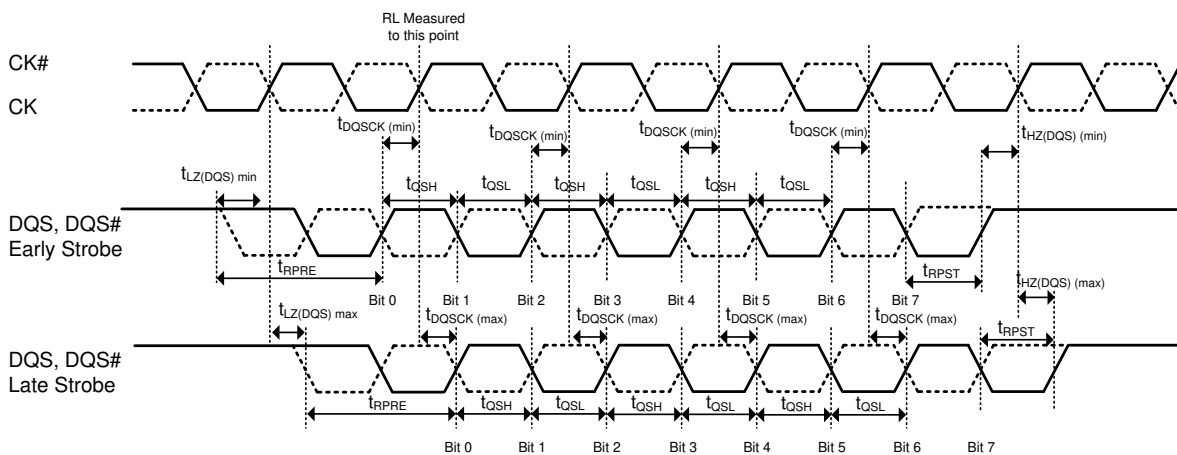 RL Measured
to this point
CK#
CK
tDQSCK (min) tDQSCK (min) tDQSCK (min) tDQSCK (min) tHZ(DQS) (min)
tLZ(DQS) min
tQSH tQSL tQSH tQSL tQSH tQSL
DQS, DQS#
Early Strobe
tRPRE tRPST
tHZ(DQS) (max)
Bit 0 Bit 1 Bit 2 Bit 3 Bit 4 Bit 5 Bit 6 Bit 7
tLZ(DQS) max tDQSCK (max) tDQSCK (max) tDQSCK (max) tDQSCK (max) tRPST
DQS, DQS#
Late Strobe
tRPRE tQSH tQSL tQSH tQSL tQSH tQSL
Bit 0 Bit 1 Bit 2 Bit 3 Bit 4 Bit 5 Bit 6 Bit 7